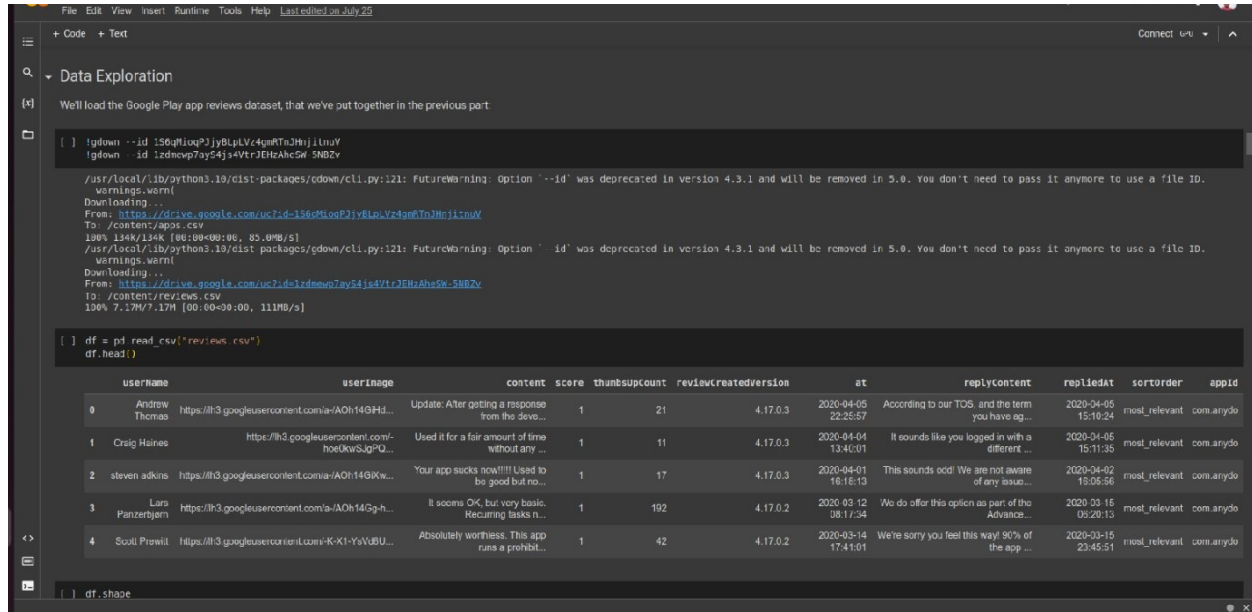 File Edit View Insert Runtime Tools Help Last edited on July 25
+ Code + Text
Connect GPU
Data Exploration
{x}
We'll load the Google Play app reviews dataset, that we've put together in the previous part:
[ ] !gdown --id 1S6qMioqPJjyBLpLVz4gmRTnJHnjitnuV
!gdown --id 1zdmewp7ayS4js4VtrJEHzAheSW-5NBZv
/usr/local/lib/python3.10/dist-packages/gdown/cli.py:121: FutureWarning: Option `--id` was deprecated in version 4.3.1 and will be removed in 5.0. You don't need to pass it anymore to use a file ID.
warnings.warn(
Downloading...
From: https://drive.google.com/uc?id=1S6qMioqPJjyBLpLVz4gmRTnJHnjitnuV
To: /content/apps.csv
100% 134k/134k [00:00<00:00, 85.0MB/s]
/usr/local/lib/python3.10/dist-packages/gdown/cli.py:121: FutureWarning: Option `--id` was deprecated in version 4.3.1 and will be removed in 5.0. You don't need to pass it anymore to use a file ID.
warnings.warn(
Downloading...
From: https://drive.google.com/uc?id=1zdmewp7ayS4js4VtrJEHzAheSW-5NBZv
To: /content/reviews.csv
100% 7.17M/7.17M [00:00<00:00, 111MB/s]
[ ] df = pd.read_csv("reviews.csv")
df.head()
userName userImage content score thumbsUpCount reviewCreatedVersion at replyContent repliedAt sortOrder appId
0 Andrew Thomas https://lh3.googleusercontent.com/a-/AOh14GiHd... Update: After getting a response from the deve... 1 21 4.17.0.3 2020-04-05 22:25:57 According to our TOS, and the term you have ag... 2020-04-05 15:10:24 most_relevant com.anydo
1 Craig Haines https://lh3.googleusercontent.com/-hoe0kwSJgPQ... Used it for a fair amount of time without any ... 1 11 4.17.0.3 2020-04-04 13:40:01 It sounds like you logged in with a different ... 2020-04-05 15:11:35 most_relevant com.anydo
2 steven adkins https://lh3.googleusercontent.com/a-/AOh14GiXw... Your app sucks now!!!!! Used to be good but no... 1 17 4.17.0.3 2020-04-01 16:18:13 This sounds odd! We are not aware of any issue... 2020-04-02 16:05:56 most_relevant com.anydo
3 Lars Panzerbjørn https://lh3.googleusercontent.com/a-/AOh14Gg-h... It seems OK, but very basic. Recurring tasks n... 1 192 4.17.0.2 2020-03-12 08:17:34 We do offer this option as part of the Advance... 2020-03-15 06:20:13 most_relevant com.anydo
4 Scott Prewitt https://lh3.googleusercontent.com/-K-X1-YsVd6U... Absolutely worthless. This app runs a prohibit... 1 42 4.17.0.2 2020-03-14 17:41:01 We're sorry you feel this way! 90% of the app ... 2020-03-15 23:45:51 most_relevant com.anydo
[ ] df.shape